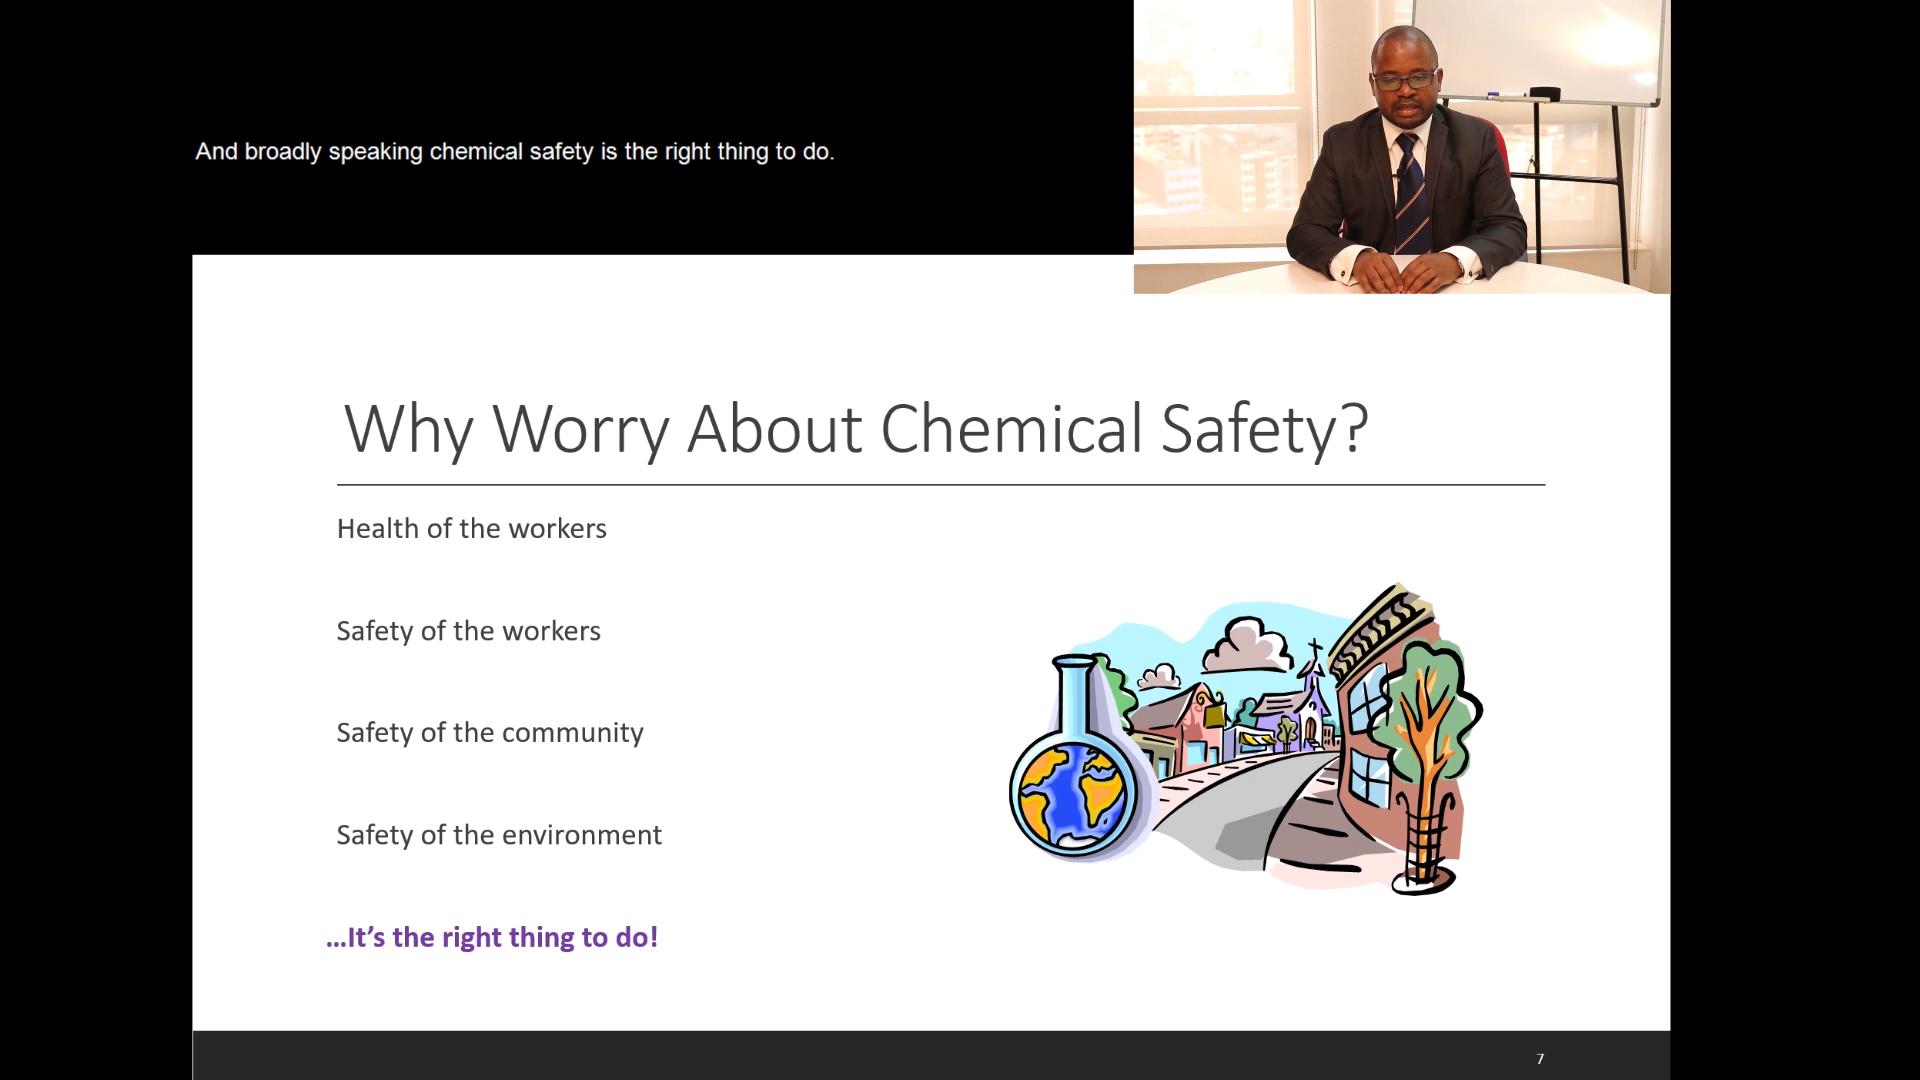 And broadly speaking chemical safety is the right thing to do.
Why Worry About Chemical Safety?
Health of the workers
Safety of the workers
Safety of the community
Safety of the environment
...It’s the right thing to do!
7